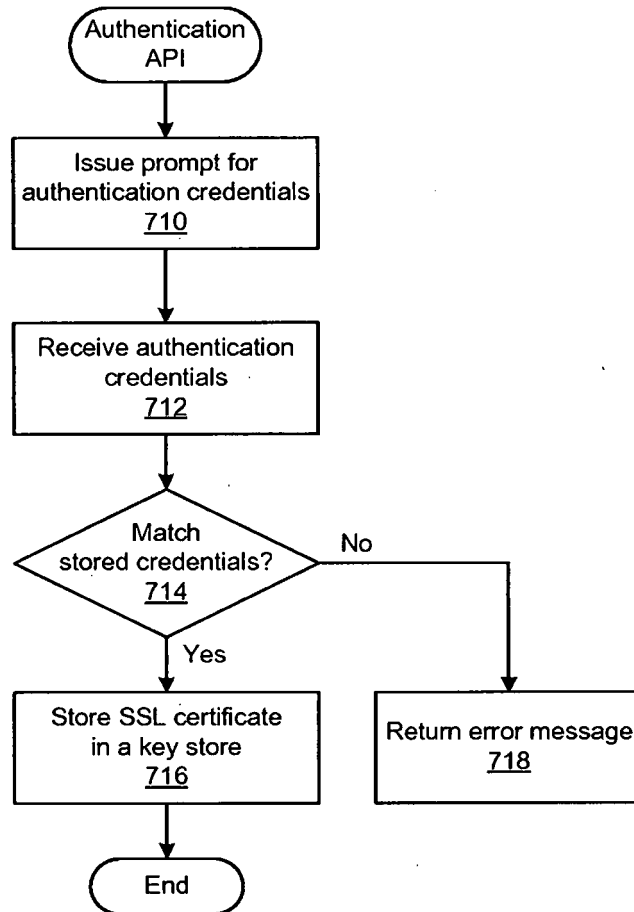 Authentication
API
Issue prompt for
authentication credentials
710
Receive authentication
credentials
712
Match
stored credentials?
714
No
Yes
Store SSL certificate
in a key store
716
Return error message
718
End